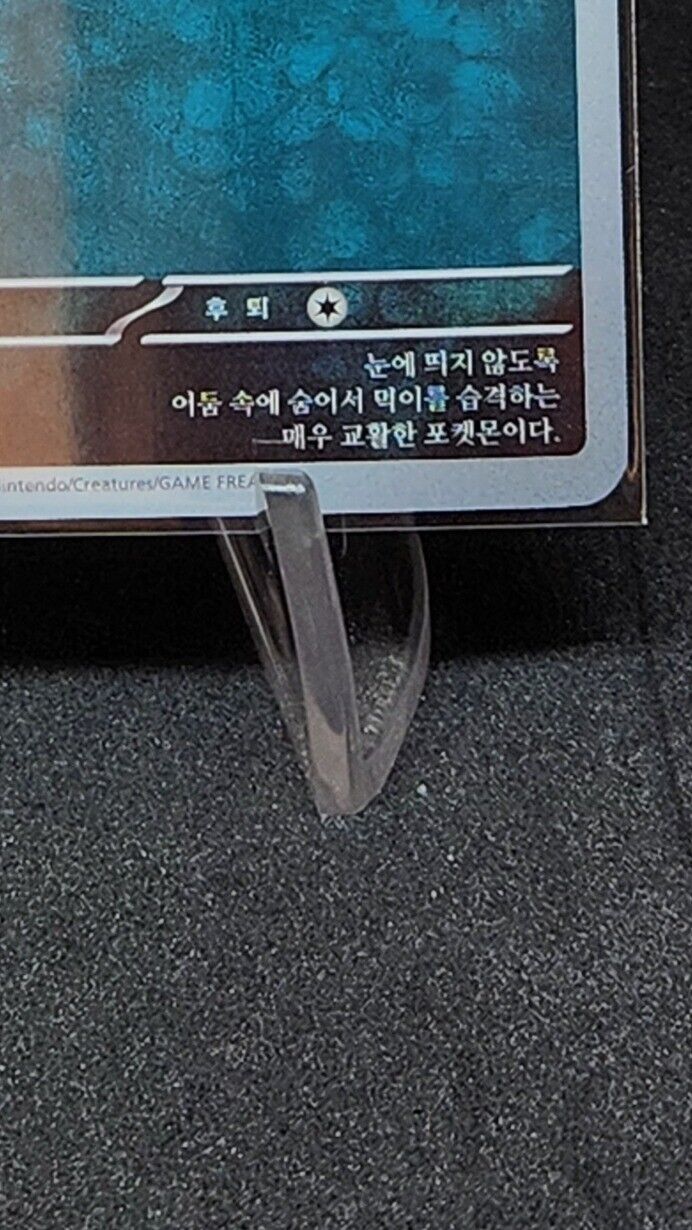 후퇴
눈에 띄지 않도록
어둠 속에 숨어서 먹이를 습격하는
매우 교활한 포켓몬이다.
intendo/Creatures/GAME FREA